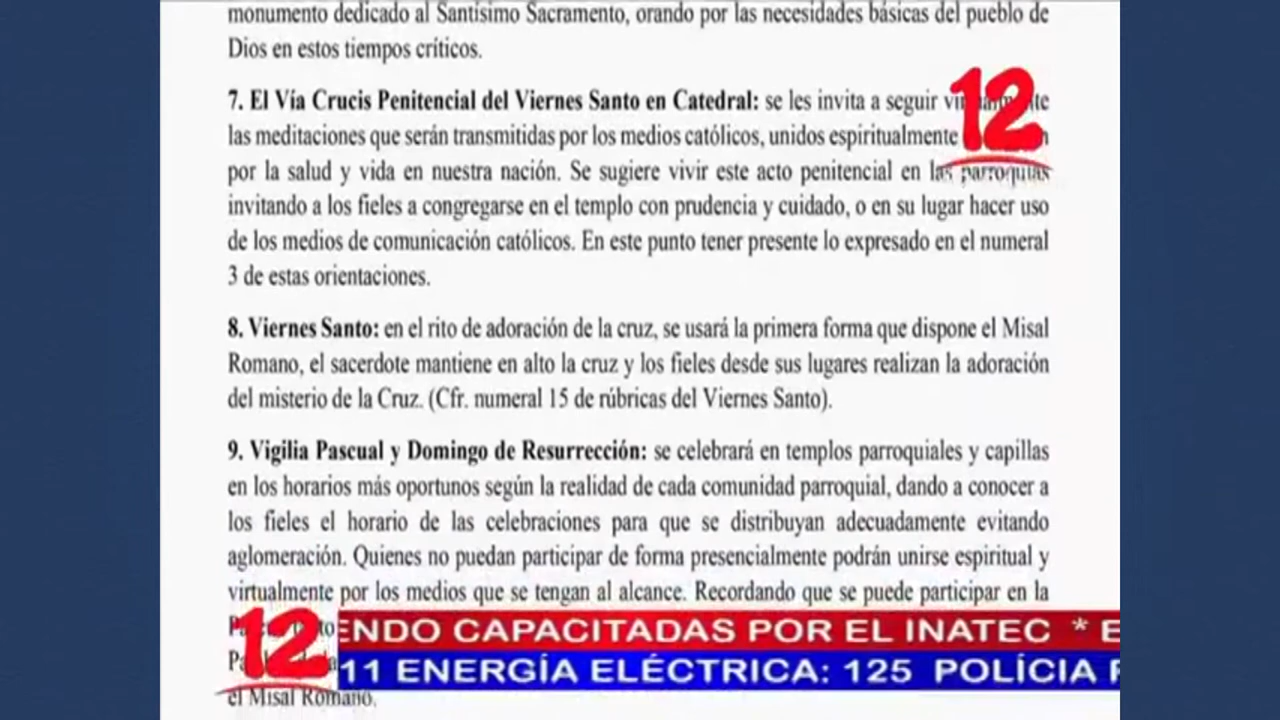 monumento dedicado al Santísimo Sacramento, orando por las necesidades básicas del pueblo de
Dios en estos tiempos críticos.
7. El Vía Crucis Penitencial del Viernes Santo en Catedral: se les invita a seguir
12
las meditaciones que serán transmitidas por los medios católicos, unidos espiritualmente
por la salud y vida en nuestra nación. Se sugiere vivir este acto penitencial en las parroquias
invitando a los fieles a congregarse en el templo con prudencia y cuidado, o en su lugar hacer uso
de los medios de comunicación católicos. En este punto tener presente lo expresado en el numeral
3 de estas orientaciones.
8. Viernes Santo: en el rito de adoración de la cruz, se usará la primera forma que dispone el Misal
Romano, el sacerdote mantiene en alto la cruz y los fieles desde sus lugares realizan la adoración
del misterio de la Cruz. (Cfr. numeral 15 de rúbricas del Viernes Santo).
9. Vigilia Pascual y Domingo de Resurrección: se celebrará en templos parroquiales y capillas
en los horarios más oportunos según la realidad de cada comunidad parroquial, dando a conocer a
los fieles el horario de las celebraciones para que se distribuyan adecuadamente evitando
aglomeración. Quienes no puedan participar de forma presencialmente podrán unirse espiritual y
virtualmente por los medios que se tengan al alcance. Recordando que se puede participar en la
12
ENDO CAPACITADAS POR EL INATEC * E
11 ENERGÍA ELÉCTRICA: 125 POLÍCIA
el Misal Romano.